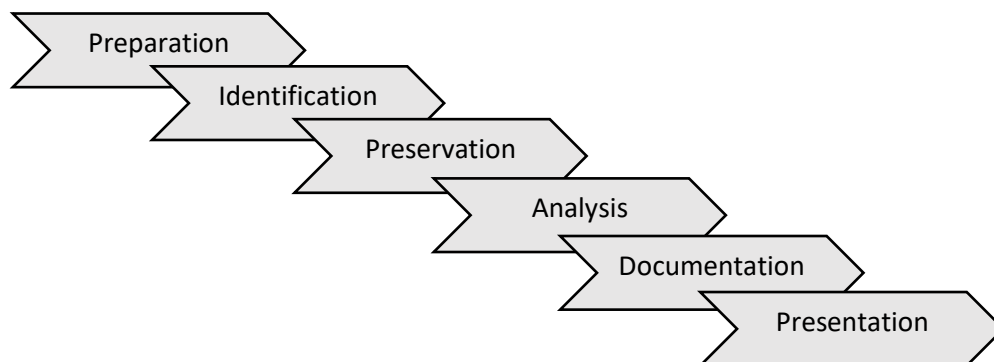 Preparation
Identification
Preservation
Analysis
Documentation
Presentation